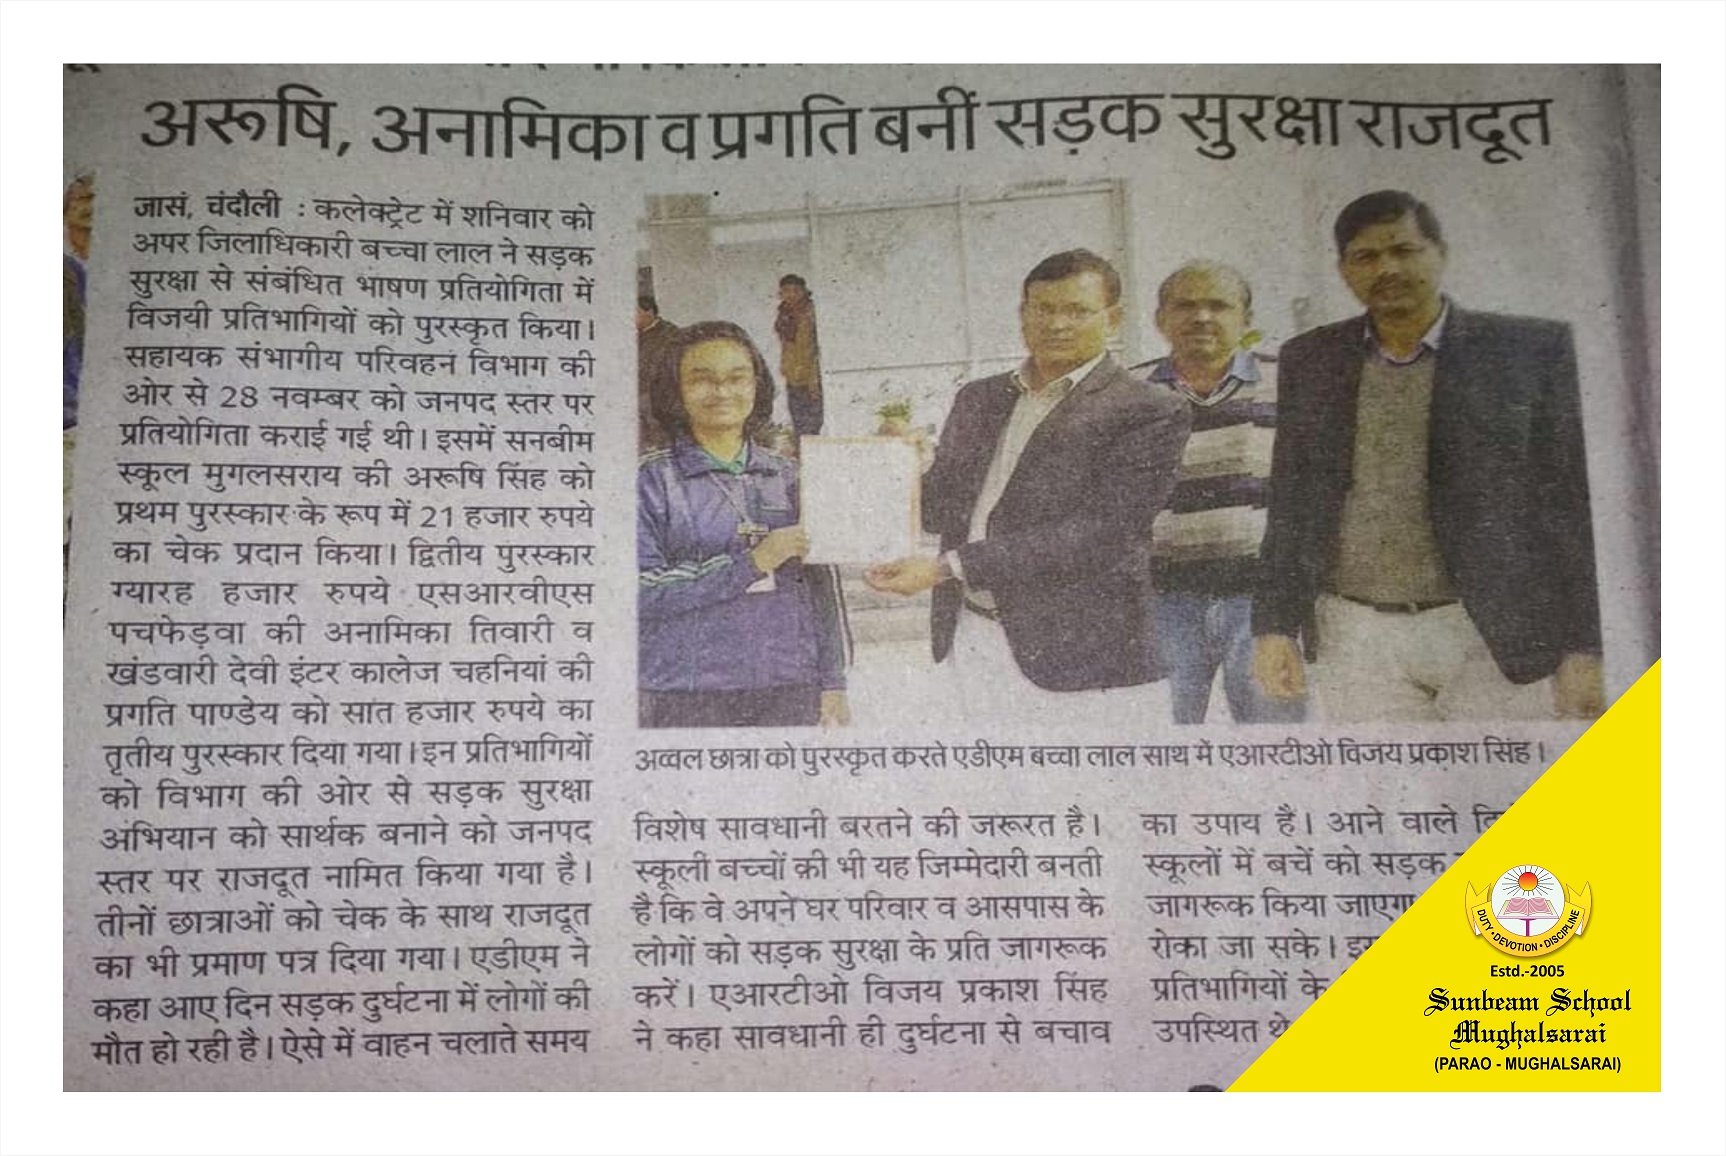 अरूषि, अनामिका व प्रगति बनीं सड़क सुरक्षा राजदूत
जासं, चंदौली : कलेक्ट्रेट में शनिवार को
अपर जिलाधिकारी बच्चा लाल ने सड़क
सुरक्षा से संबंधित भाषण प्रतियोगिता में
विजयी प्रतिभागियों को पुरस्कृत किया।
सहायक संभागीय परिवहन विभाग की
ओर से 28 नवम्बर को जनपद स्तर पर
प्रतियोगिता कराई गई थी। इसमें सनबीम
स्कूल मुगलसराय की अरूषि सिंह को
प्रथम पुरस्कार के रूप में 21 हजार रुपये
का चेक प्रदान किया। द्वितीय पुरस्कार
ग्यारह हजार रुपये एसआरवीएस
पचफेड़वा की अनामिका तिवारी व
खंडवारी देवी इंटर कालेज चहनियां की
प्रगति पाण्डेय को सात हजार रुपये का
तृतीय पुरस्कार दिया गया। इन प्रतिभागियों
को विभाग की ओर से सड़क सुरक्षा
अभियान को सार्थक बनाने को जनपद
स्तर पर राजदूत नामित किया गया है।
तीनों छात्राओं को चेक के साथ राजदूत
का भी प्रमाण पत्र दिया गया। एडीएम ने
कहा आए दिन सड़क दुर्घटना में लोगों की
मौत हो रही है। ऐसे में वाहन चलाते समय
अव्वल छात्रा को पुरस्कृत करते एडीएम बच्चा लाल साथ में एआरटीओ विजय प्रकाश सिंह।
विशेष सावधानी बरतने की जरूरत है।
स्कूली बच्चों की भी यह जिम्मेदारी बनती
है कि वे अपने घर परिवार व आसपास के
लोगों को सड़क सुरक्षा के प्रति जागरूक
करें। एआरटीओ विजय प्रकाश सिंह
ने कहा सावधानी ही दुर्घटना से बचाव
का उपाय है। आने वाले
स्कूलों में बचें को सड़क
जागरूक किया जाएगा
रोका जा सके।
प्रतिभागियों के
उपस्थित थे
DUTY • DEVOTION • DISCIPLINE
Estd.-2005
Sunbeam School
Mughalsarai
(PARAO - MUGHALSARAI)